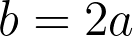 b = 2a